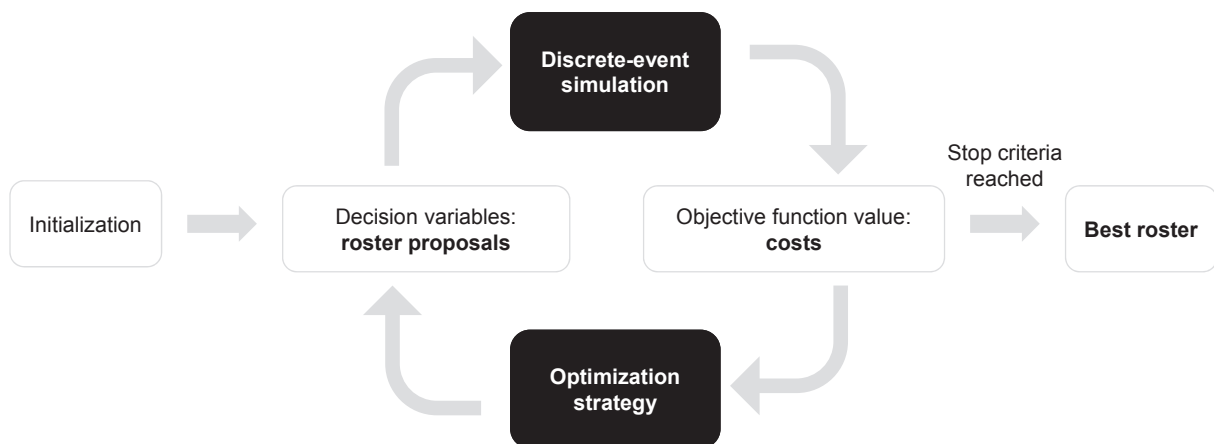 Discrete-event
simulation
Stop criteria
reached
Initialization
Decision variables:
roster proposals
Objective function value:
costs
Best roster
Optimization
strategy